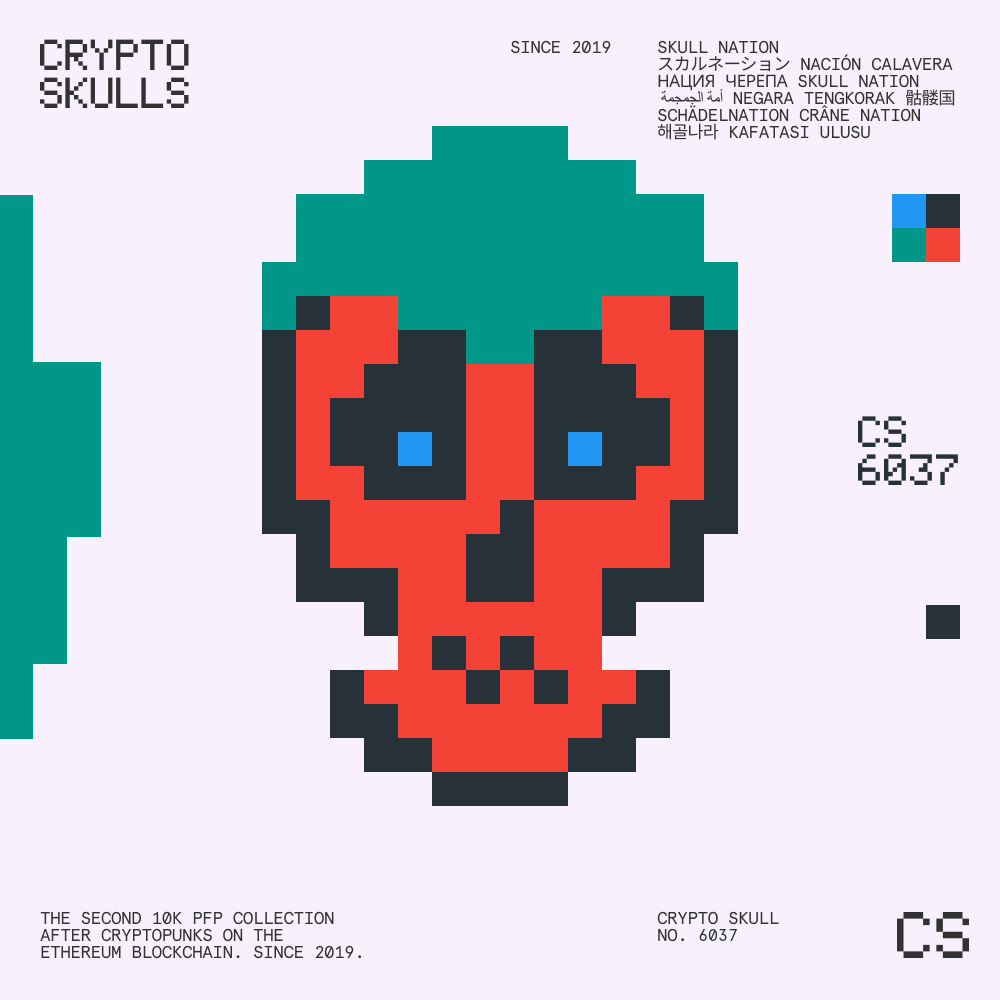 CRYPTO
SKULLS
SINCE 2019
SKULL NATION
スカルネーション NACIÓN CALAVERA
НАЦИЯ ЧЕРЕПА SKULL NATION
أمة الجمجمة NEGARA TENGKORAK 骷髅国
SCHÄDELNATION CRÂNE NATION
해골나라 KAFATASI ULUSU
CS
6037
THE SECOND 10K PFP COLLECTION
AFTER CRYPTOPUNKS ON THE
ETHEREUM BLOCKCHAIN. SINCE 2019.
CRYPTO SKULL
NO. 6037
CS